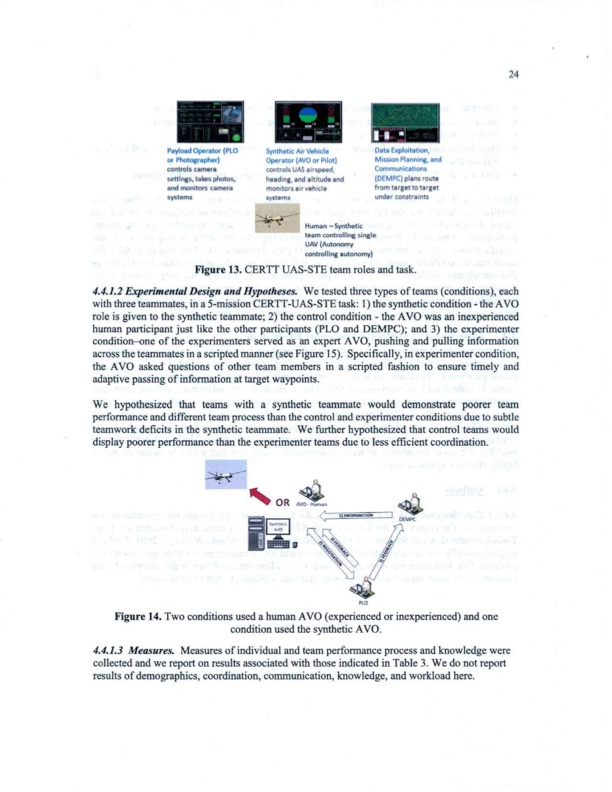 24
Payload Operator (PLO
or Photographer)
controls camera
settings, takes photos,
and monitors camera
systems
Synthetic Air Vehicle
Operator (AVO or Pilot)
controls UAS airspeed,
heading, and altitude and
monitors air vehicle
systems
Data Exploitation,
Mission Planning, and
Communications
(DEMPC) plans route
from target to target
under constraints
Human – Synthetic
team controlling single
UAV (Autonomy
controlling autonomy)
Figure 13. CERTT UAS-STE team roles and task.
4.4.1.2 Experimental Design and Hypotheses. We tested three types of teams (conditions), each
with three teammates, in a 5-mission CERTT-UAS-STE task: 1) the synthetic condition - the AVO
role is given to the synthetic teammate; 2) the control condition - the AVO was an inexperienced
human participant just like the other participants (PLO and DEMPC); and 3) the experimenter
condition–one of the experimenters served as an expert AVO, pushing and pulling information
across the teammates in a scripted manner (see Figure 15). Specifically, in experimenter condition,
the AVO asked questions of other team members in a scripted fashion to ensure timely and
adaptive passing of information at target waypoints.
We hypothesized that teams with a synthetic teammate would demonstrate poorer team
performance and different team process than the control and experimenter conditions due to subtle
teamwork deficits in the synthetic teammate. We further hypothesized that control teams would
display poorer performance than the experimenter teams due to less efficient coordination.
OR
AVO - Human
Synthetic
AVO
1) INFORMATION
DEMPC
2) NEGOTIATION
3) FEEDBACK
3) FEEDBACK
PLO
Figure 14. Two conditions used a human AVO (experienced or inexperienced) and one
condition used the synthetic AVO.
4.4.1.3 Measures. Measures of individual and team performance process and knowledge were
collected and we report on results associated with those indicated in Table 3. We do not report
results of demographics, coordination, communication, knowledge, and workload here.